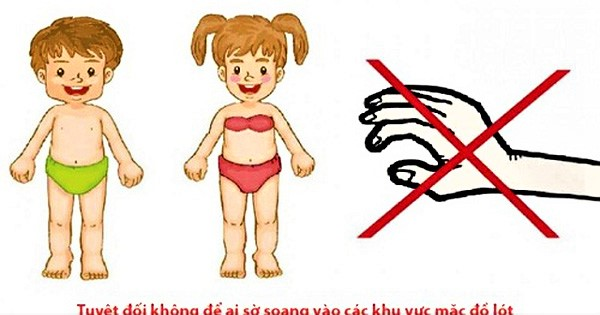 Tuyệt đối không để ai sờ soạng vào các khu vực mặc đồ lót